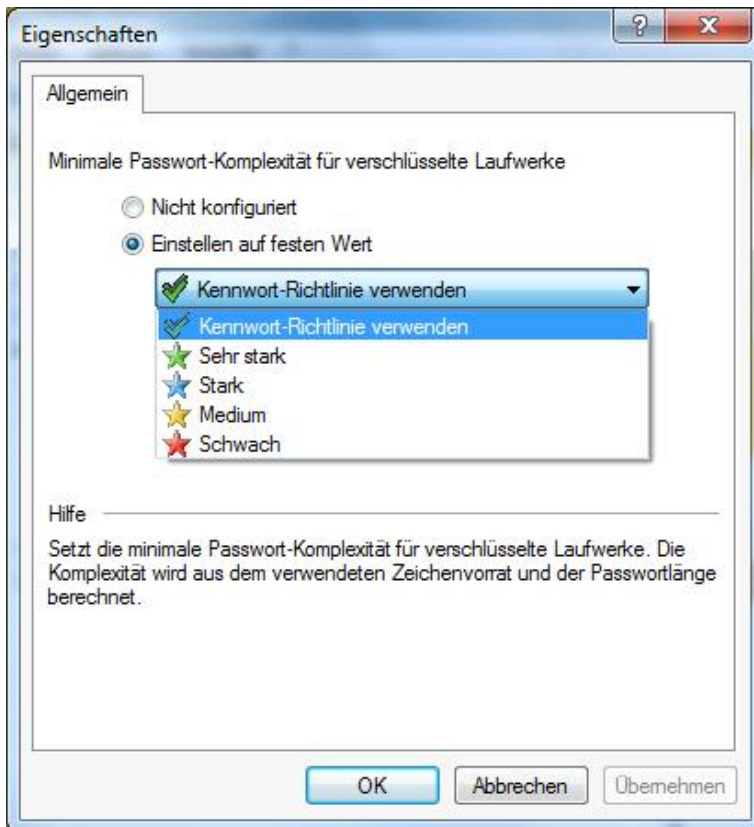 Eigenschaften
Allgemein
Minimale Passwort-Komplexität für verschlüsselte Laufwerke
Nicht konfiguriert
Einstellen auf festen Wert
Kennwort-Richtlinie verwenden
Kennwort-Richtlinie verwenden
Sehr stark
Stark
Medium
Schwach
Hilfe
Setzt die minimale Passwort-Komplexität für verschlüsselte Laufwerke. Die
Komplexität wird aus dem verwendeten Zeichenvorrat und der Passwortlänge
berechnet.
OK Abbrechen Übernehmen